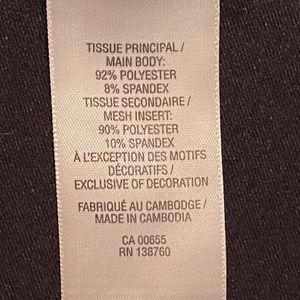 TISSUE PRINCIPAL /
MAIN BODY:
92% POLYESTER
8% SPANDEX
TISSUE SECONDAIRE /
MESH INSERT:
90% POLYESTER
10% SPANDEX
À L'EXCEPTION DES MOTIFS
DÉCORATIFS /
EXCLUSIVE OF DECORATION
FABRIQUÉ AU CAMBODGE /
MADE IN CAMBODIA
CA 00655
RN 138760